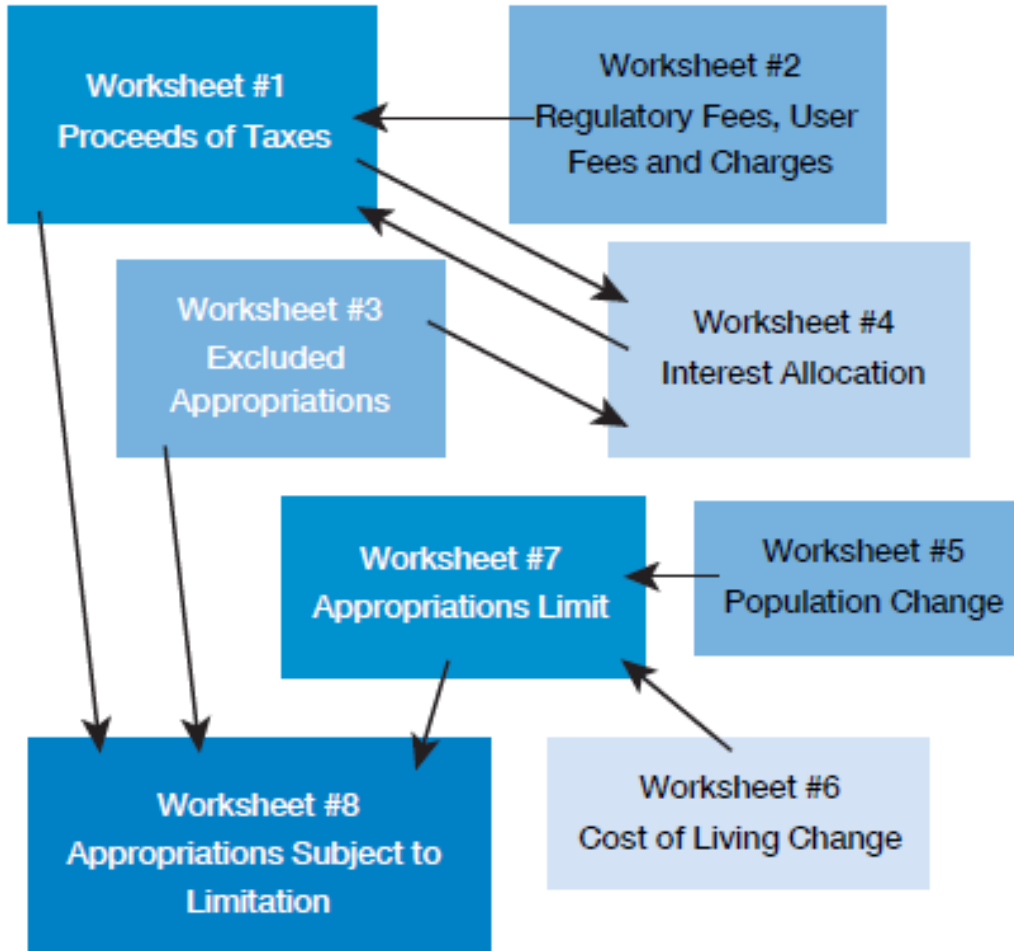 Worksheet #1
Proceeds of Taxes
Worksheet #2
Regulatory Fees, User
Fees and Charges
Worksheet #3
Excluded
Appropriations
Worksheet #4
Interest Allocation
Worksheet #7
Appropriations Limit
Worksheet #5
Population Change
Worksheet #8
Appropriations Subject to
Limitation
Worksheet #6
Cost of Living Change